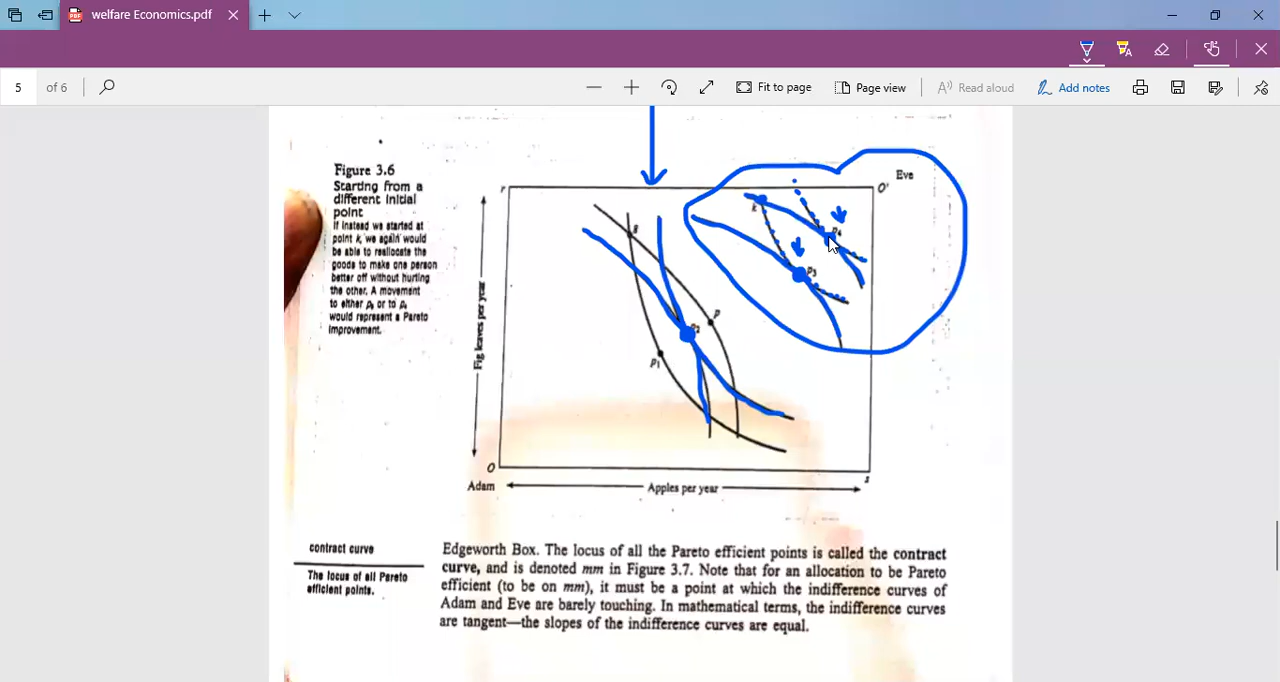 welfare Economics.pdf
5 of 6
Fit to page
Page view
Read aloud
Add notes
Figure 3.6
Starting from a
different initial
point
If instead we started at
point k, we again would
be able to reallocate the
goods to make one person
better off without hurting
the other. A movement
to either p3 or to p4
would represent a Pareto
improvement.
Eve
r
O'
k
p4
p3
g
p
p2
p1
Fig leaves per year
O
s
Adam
Apples per year
contract curve
The locus of all Pareto
efficient points.
Edgeworth Box. The locus of all the Pareto efficient points is called the contract
curve, and is denoted mm in Figure 3.7. Note that for an allocation to be Pareto
efficient (to be on mm), it must be a point at which the indifference curves of
Adam and Eve are barely touching. In mathematical terms, the indifference curves
are tangent—the slopes of the indifference curves are equal.